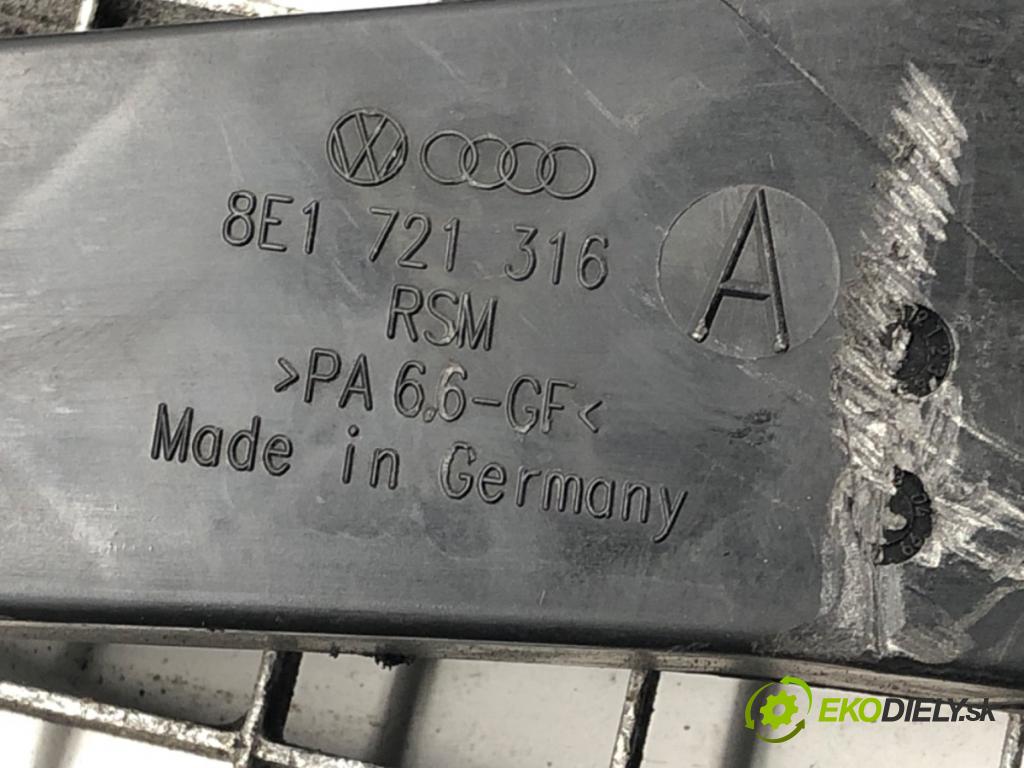 8E1 721 316
A
RSM
>PA 6.6-GF<
Made in Germany
EKODIELY.sk